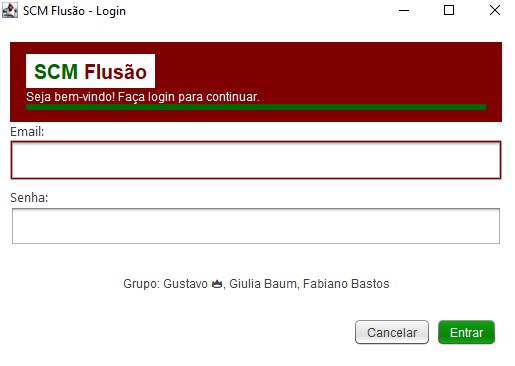 SCM Flusão - Login
SCM Flusão
Seja bem-vindo! Faça login para continuar.
Email:
Senha:
Grupo: Gustavo 👑, Giulia Baum, Fabiano Bastos
Cancelar Entrar